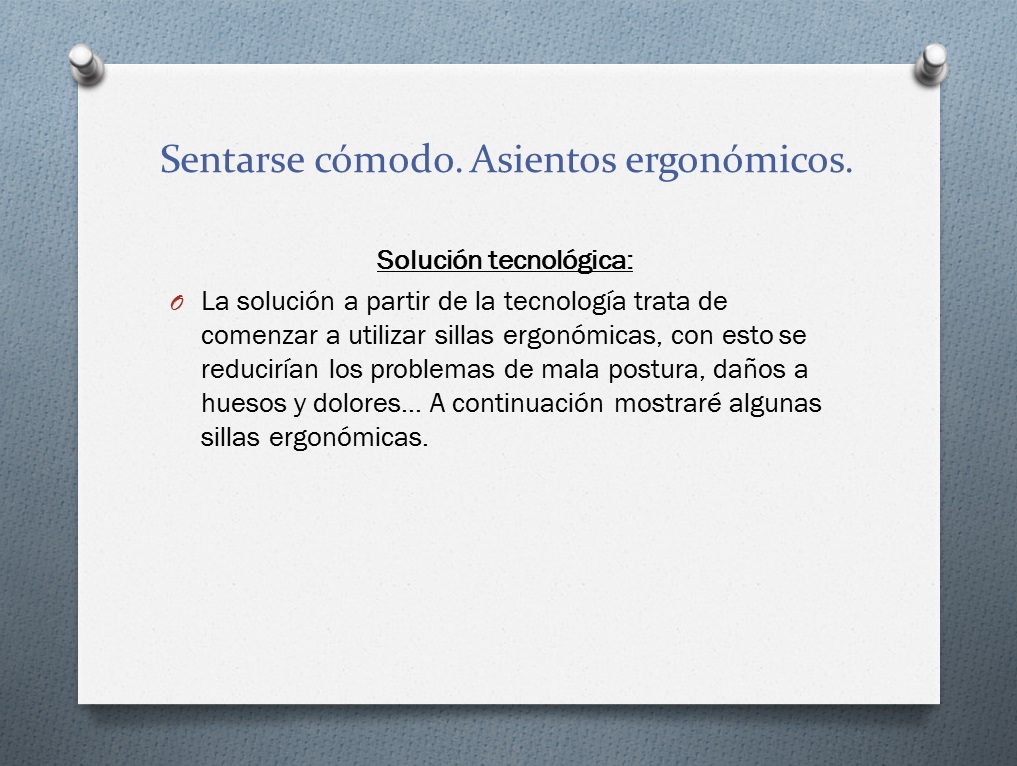 Sentarse cómodo. Asientos ergonómicos.
Solución tecnológica:
La solución a partir de la tecnología trata de
comenzar a utilizar sillas ergonómicas, con esto se
reducirían los problemas de mala postura, daños a
huesos y dolores... A continuación mostraré algunas
sillas ergonómicas.